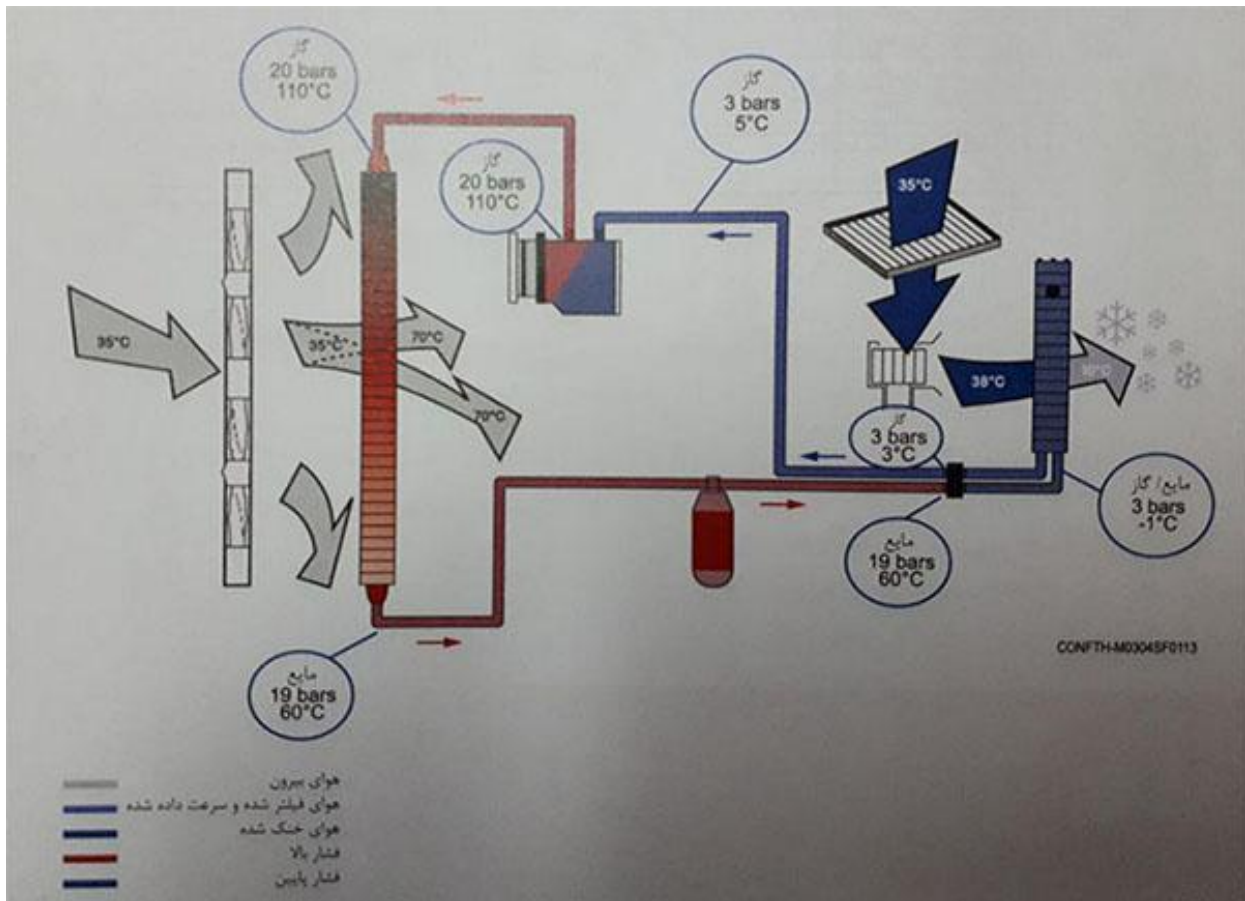 گاز
20 bars
110°C
گاز
3 bars
5°C
گاز
20 bars
110°C
35°C
35°C
35°C
70°C
70°C
38°C
گاز
3 bars
3°C
مایع/گاز
3 bars
-1°C
مایع
19 bars
60°C
CONFTH-M0304SF0113
مایع
19 bars
60°C
هوای بیرون
هوای فیلتر شده و سرعت داده شده
هوای خنک شده
فشار بالا
فشار پایین